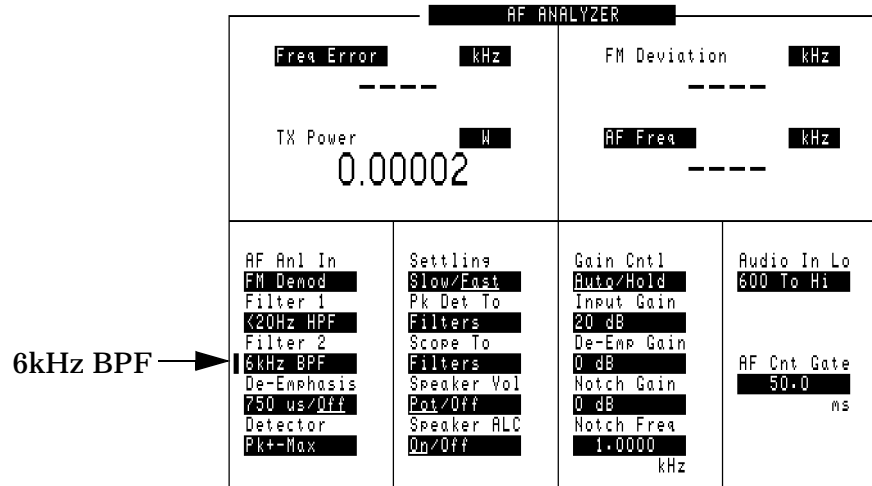 AF ANALYZER
Freq Error kHz
----
FM Deviation kHz
----
TX Power W
0.00002
AF Freq kHz
----
AF Anl In
FM Demod
Filter 1
<20Hz HPF
Filter 2
6kHz BPF
De-Emphasis
750 us/Off
Detector
Pk+-Max
Settling
Slow/Fast
Pk Det To
Filters
Scope To
Filters
Speaker Vol
Pot/Off
Speaker ALC
On/Off
Gain Cntl
Auto/Hold
Input Gain
20 dB
De-Emp Gain
0 dB
Notch Gain
0 dB
Notch Freq
1.0000
kHz
Audio In Lo
600 To Hi
AF Cnt Gate
50.0
ms
6kHz BPF